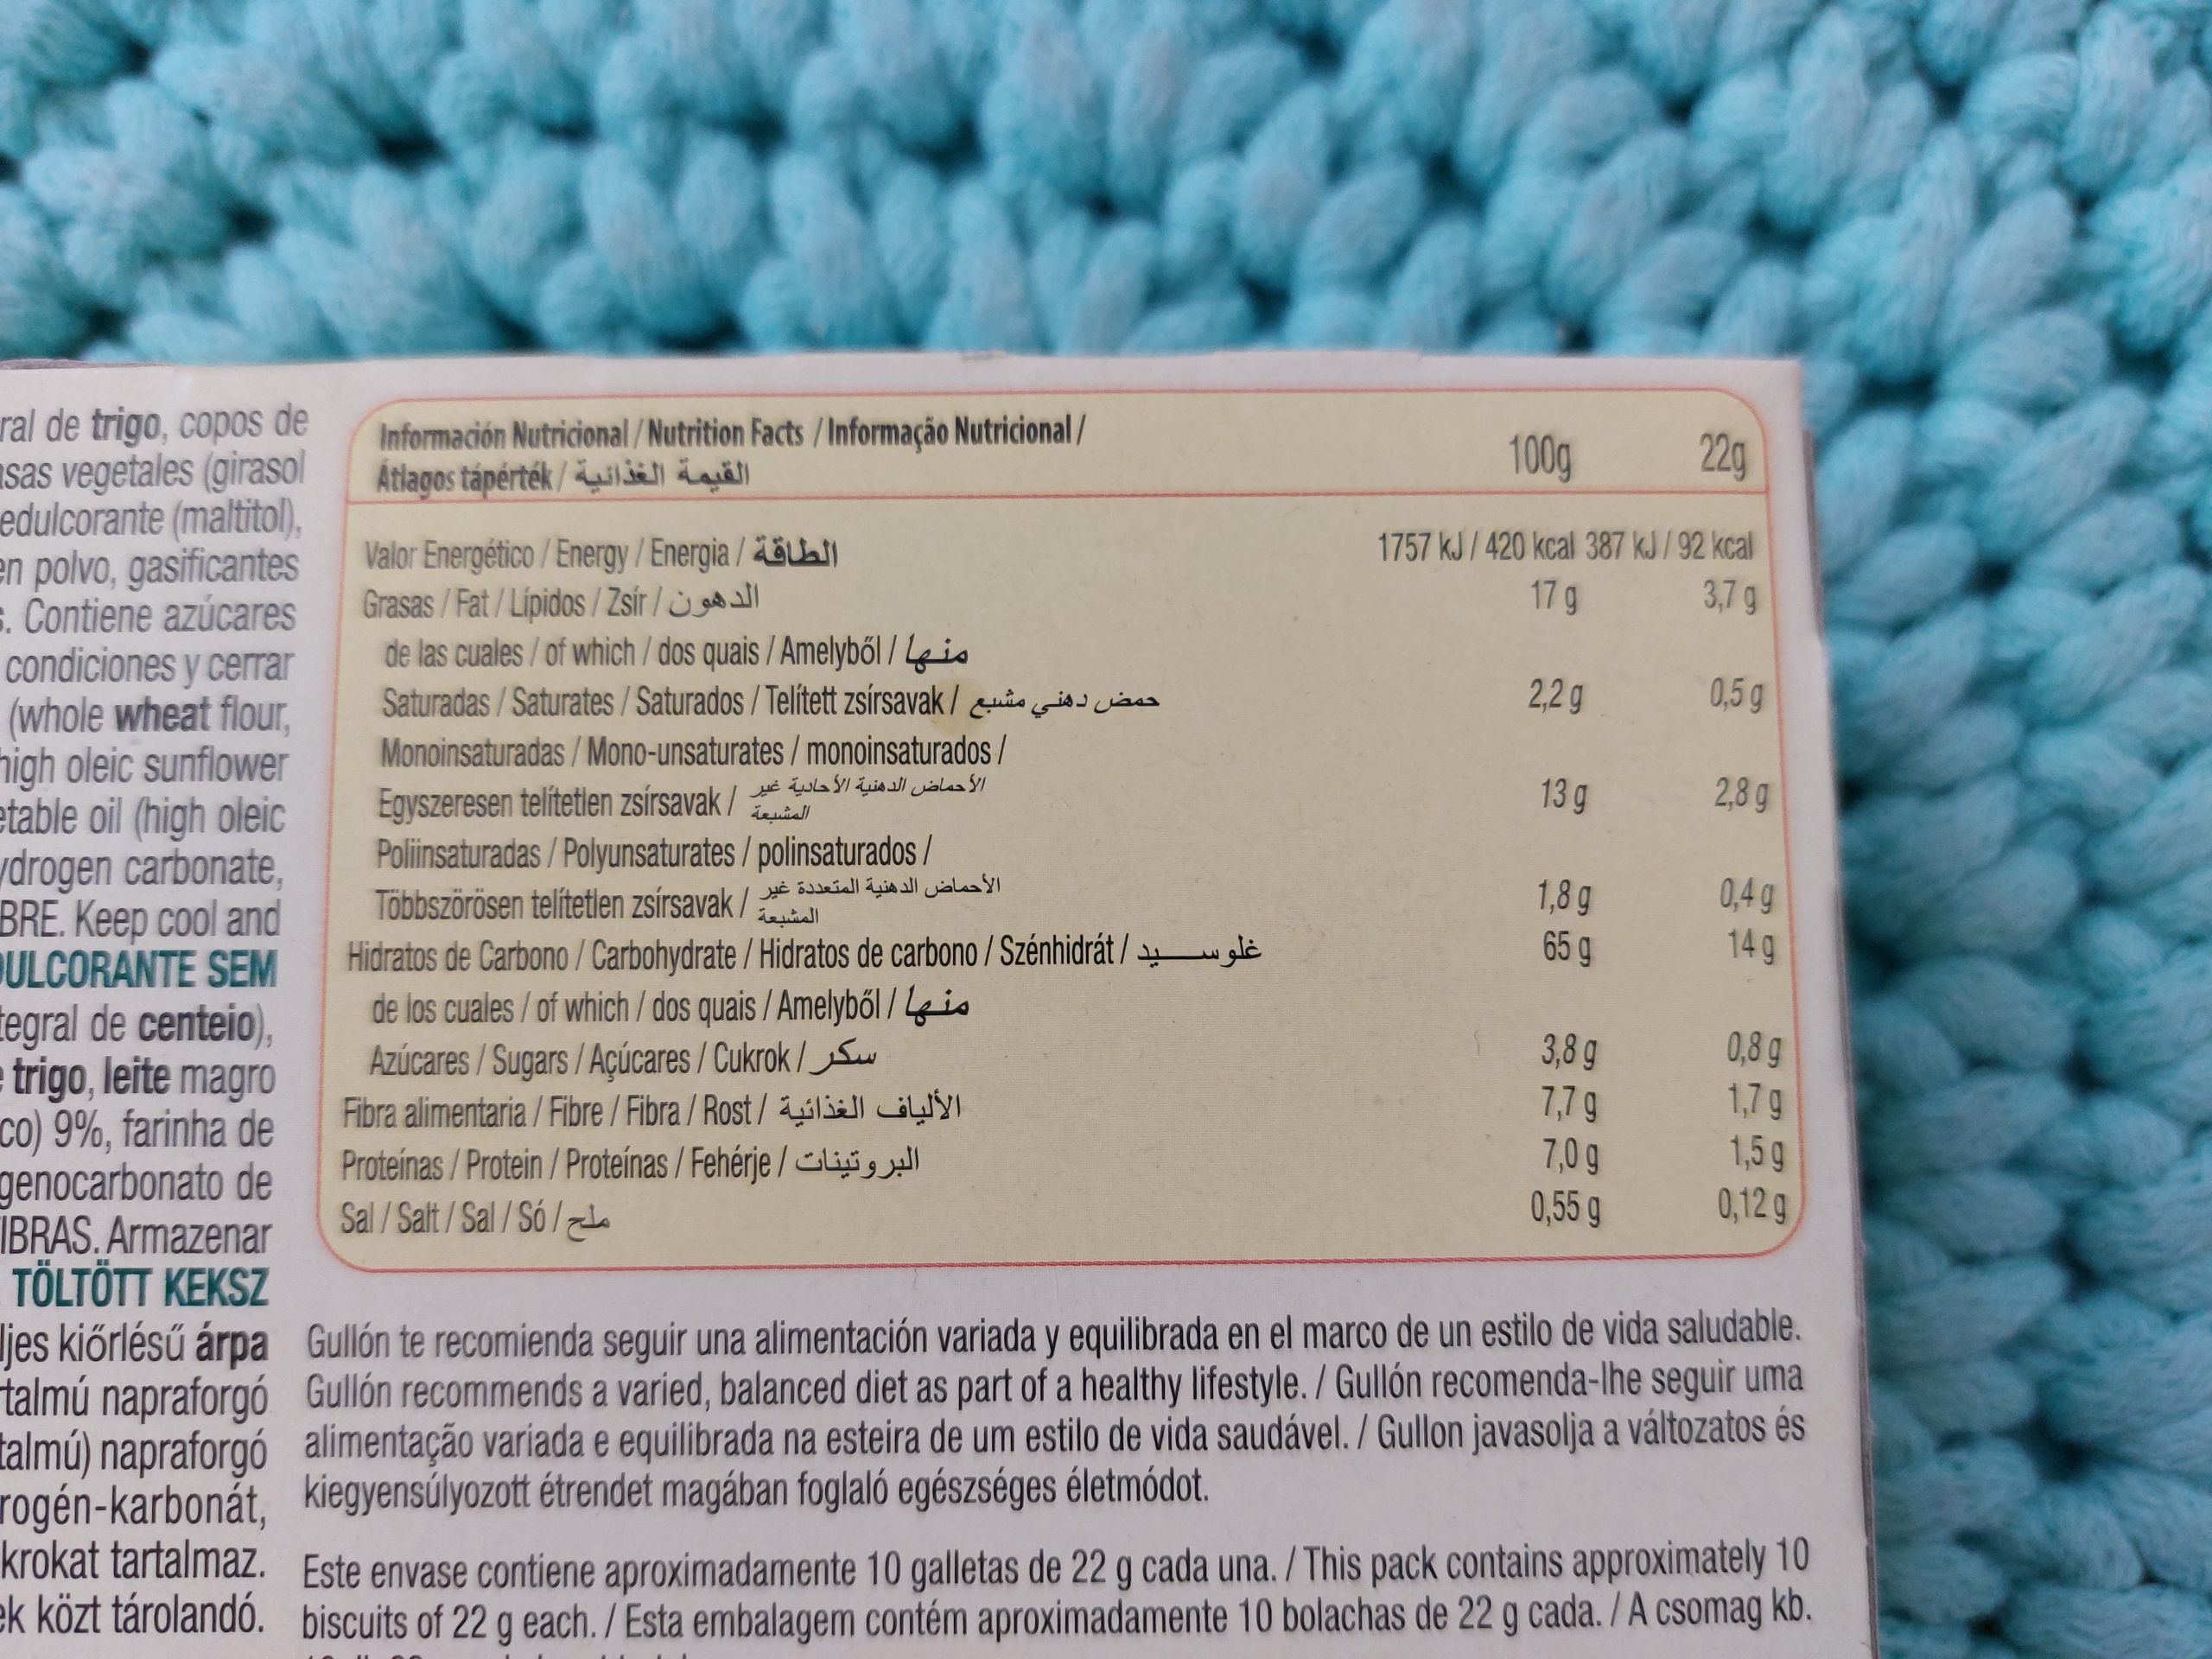 ral de trigo, copos de
asas vegetales (girasol
edulcorante (maltitol),
en polvo, gasificantes
s. Contiene azúcares
condiciones y cerrar
(whole wheat flour,
high oleic sunflower
etable oil (high oleic
ydrogen carbonate,
BRE. Keep cool and
DULCORANTE SEM
tegral de centeio),
e trigo, leite magro
co) 9%, farinha de
genocarbonato de
IBRAS. Armazenar
TÖLTÖTT KEKSZ
ljes kiőrlésű árpa
rtalmú napraforgó
talmú) napraforgó
rogén-karbonát,
krokat tartalmaz.
ek közt tárolandó.
Información Nutricional / Nutrition Facts / Informação Nutricional /
Átlagos tápérték / القيمة الغذائية 100g 22g
Valor Energético / Energy / Energia / الطاقة 1757 kJ / 420 kcal 387 kJ / 92 kcal
Grasas / Fat / Lípidos / Zsír / الدهون 17 g 3,7 g
de las cuales / of which / dos quais / Amelyből / منها
Saturadas / Saturates / Saturados / Telített zsírsavak / حمض دهني مشبع 2,2 g 0,5 g
Monoinsaturadas / Mono-unsaturates / monoinsaturados /
Egyszeresen telítetlen zsírsavak / الأحماض الدهنية الأحادية غير المشبعة 13 g 2,8 g
Poliinsaturadas / Polyunsaturates / polinsaturados /
Többszörösen telítetlen zsírsavak / الأحماض الدهنية المتعددة غير المشبعة 1,8 g 0,4 g
Hidratos de Carbono / Carbohydrate / Hidratos de carbono / Szénhidrát / غلوسـيد 65 g 14 g
de los cuales / of which / dos quais / Amelyből / منها
Azúcares / Sugars / Açúcares / Cukrok / سكر 3,8 g 0,8 g
Fibra alimentaria / Fibre / Fibra / Rost / الألياف الغذائية 7,7 g 1,7 g
Proteínas / Protein / Proteínas / Fehérje / البروتينات 7,0 g 1,5 g
Sal / Salt / Sal / Só / ملح 0,55 g 0,12 g
Gullón te recomienda seguir una alimentación variada y equilibrada en el marco de un estilo de vida saludable.
Gullón recommends a varied, balanced diet as part of a healthy lifestyle. / Gullón recomenda-lhe seguir uma
alimentação variada e equilibrada na esteira de um estilo de vida saudável. / Gullon javasolja a változatos és
kiegyensúlyozott étrendet magában foglaló egészséges életmódot.
Este envase contiene aproximadamente 10 galletas de 22 g cada una. / This pack contains approximately 10
biscuits of 22 g each. / Esta embalagem contém aproximadamente 10 bolachas de 22 g cada. / A csomag kb.